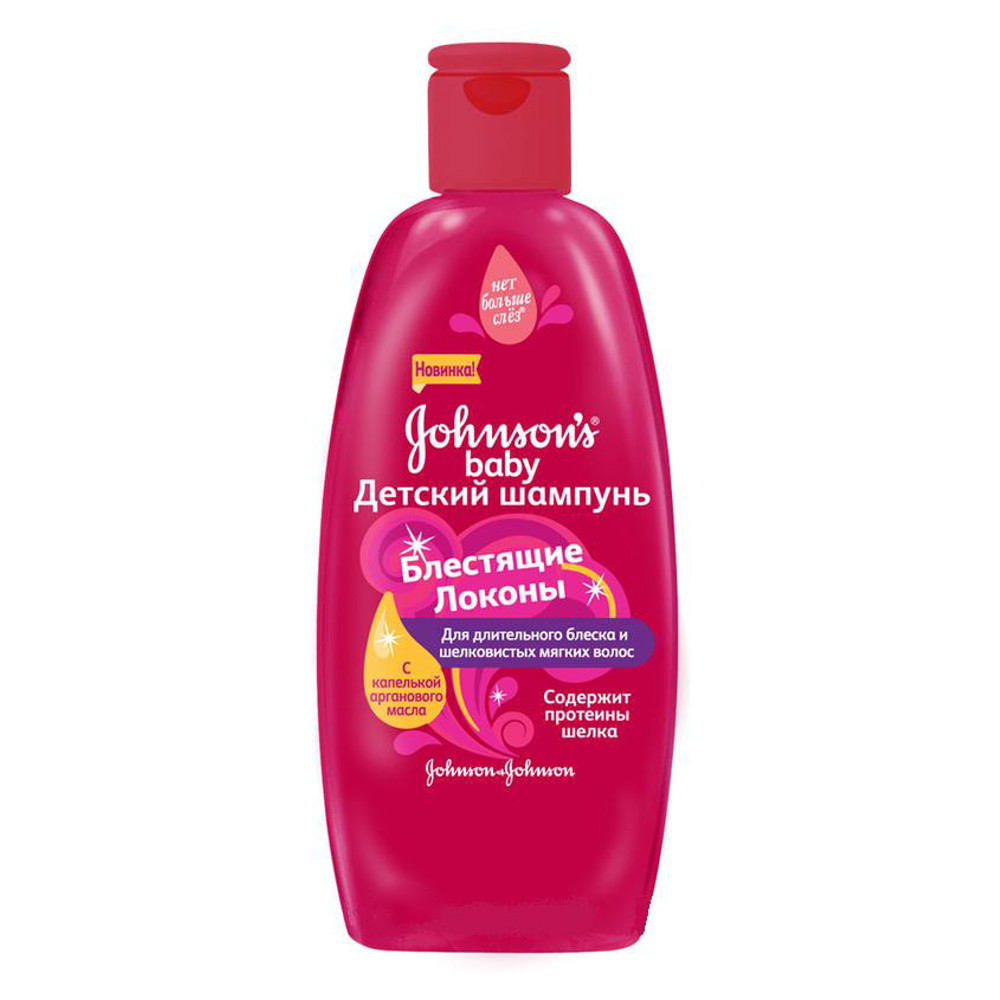 нет
больше
слёз®
Новинка!
Johnson's®
baby
Детский шампунь
Блестящие
Локоны
Для длительного блеска и
шелковистых мягких волос
С
капелькой
арганового
масла
Содержит
протеины
шелка
Johnson & Johnson